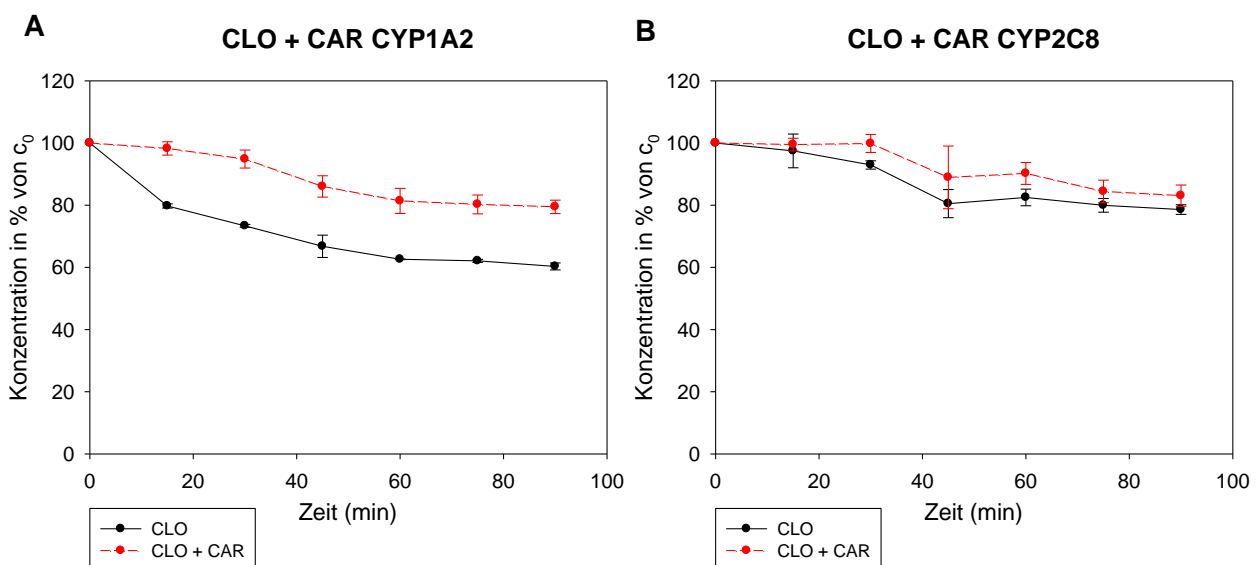 A
CLO + CAR CYP1A2
120
100
80
60
40
20
0
Konzentration in % von c₀
0 20 40 60 80 100
Zeit (min)
CLO
CLO + CAR
B
CLO + CAR CYP2C8
120
100
80
60
40
20
0
Konzentration in % von c₀
0 20 40 60 80 100
Zeit (min)
CLO
CLO + CAR